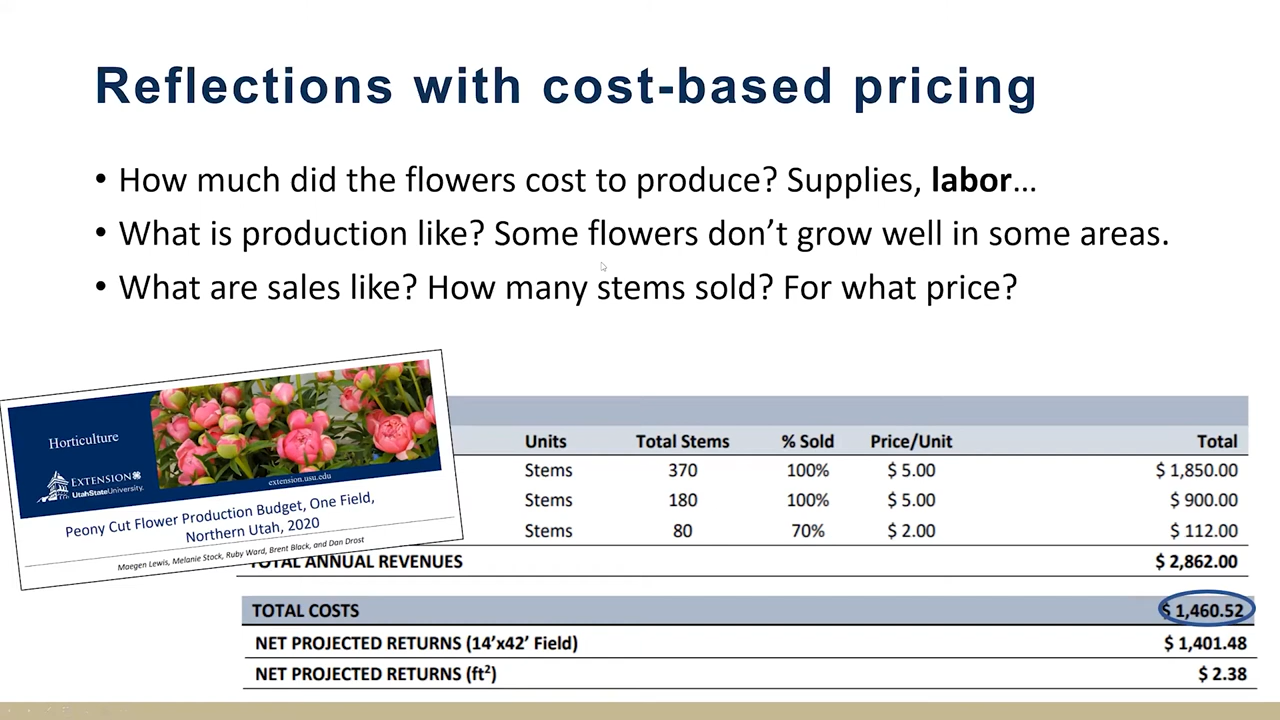 Reflections with cost-based pricing
• How much did the flowers cost to produce? Supplies, labor…
• What is production like? Some flowers don’t grow well in some areas.
• What are sales like? How many stems sold? For what price?
Horticulture
EXTENSION
UtahStateUniversity.
extension.usu.edu
Peony Cut Flower Production Budget, One Field,
Northern Utah, 2020
Maegen Lewis, Melanie Stock, Ruby Ward, Brent Black, and Dan Drost
Units Total Stems % Sold Price/Unit Total
Stems 370 100% $ 5.00 $ 1,850.00
Stems 180 100% $ 5.00 $ 900.00
Stems 80 70% $ 2.00 $ 112.00
TOTAL ANNUAL REVENUES $ 2,862.00
TOTAL COSTS $ 1,460.52
NET PROJECTED RETURNS (14’x42’ Field) $ 1,401.48
NET PROJECTED RETURNS (ft²) $ 2.38